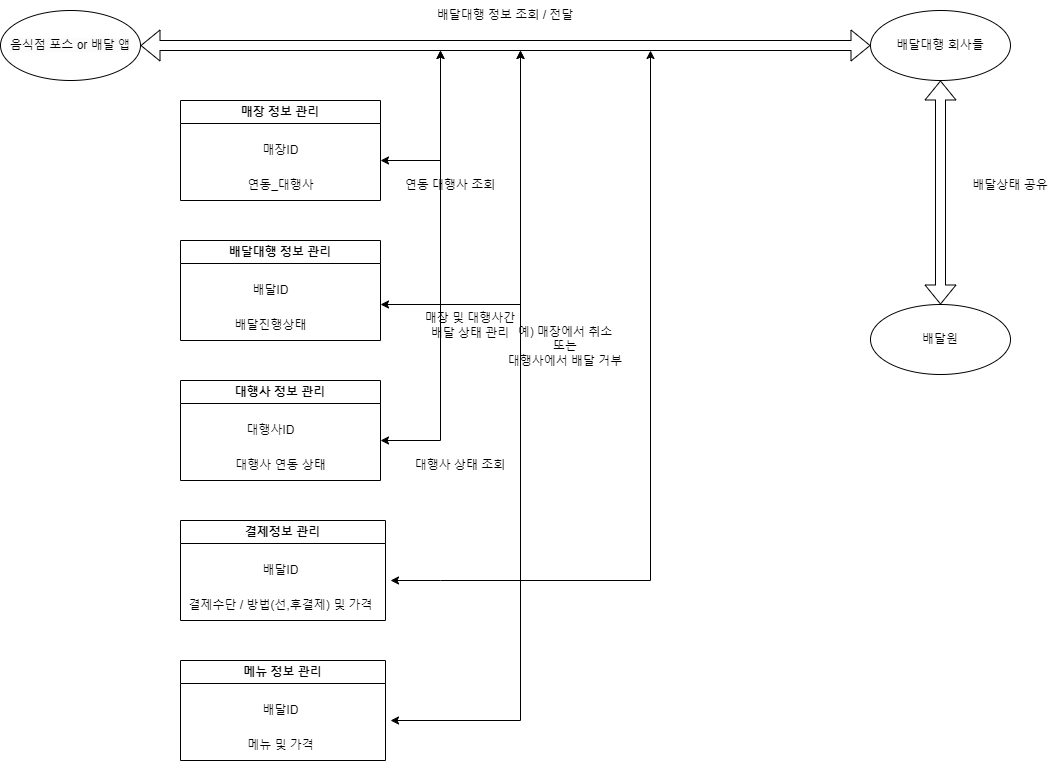 배달대행 정보 조회 / 전달
음식점 포스 or 배달 앱
배달대행 회사들
매장 정보 관리
매장ID
연동_대행사
연동 대행사 조회
배달상태 공유
배달대행 정보 관리
배달ID
배달진행상태
매장 및 대행사간
배달 상태 관리
예) 매장에서 취소
또는
대행사에서 배달 거부
배달원
대행사 정보 관리
대행사ID
대행사 연동 상태
대행사 상태 조회
결제정보 관리
배달ID
결제수단 / 방법(선,후결제) 및 가격
메뉴 정보 관리
배달ID
메뉴 및 가격